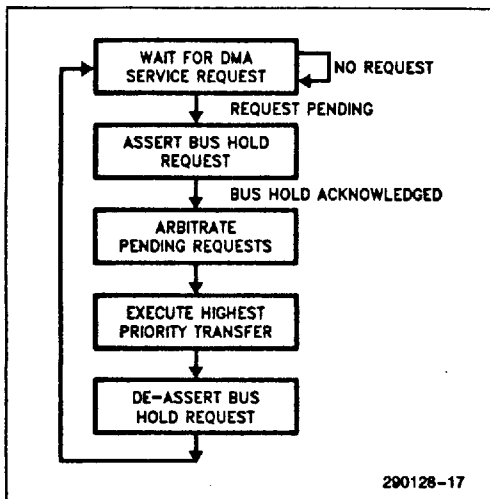 WAIT FOR DMA
SERVICE REQUEST
NO REQUEST
REQUEST PENDING
ASSERT BUS HOLD
REQUEST
BUS HOLD ACKNOWLEDGED
ARBITRATE
PENDING REQUESTS
EXECUTE HIGHEST
PRIORITY TRANSFER
DE-ASSERT BUS
HOLD REQUEST
290128-17